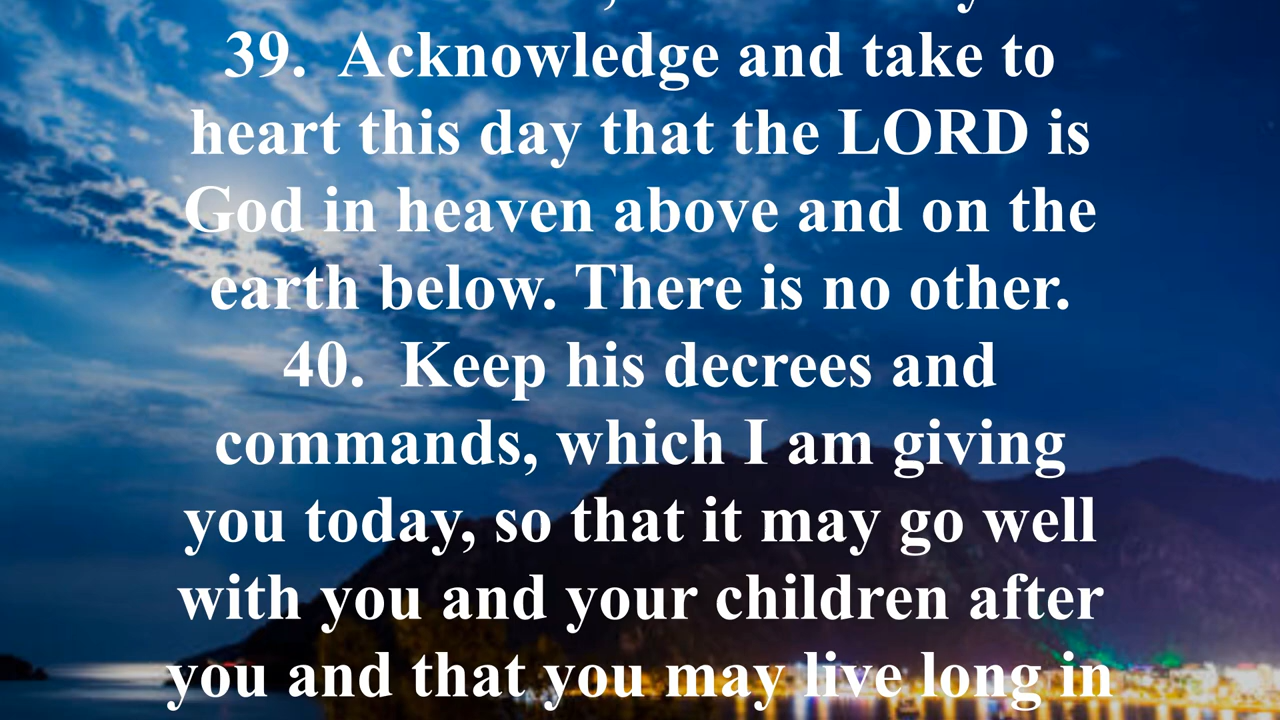 39. Acknowledge and take to
heart this day that the LORD is
God in heaven above and on the
earth below. There is no other.
40. Keep his decrees and
commands, which I am giving
you today, so that it may go well
with you and your children after
you and that you may live long in